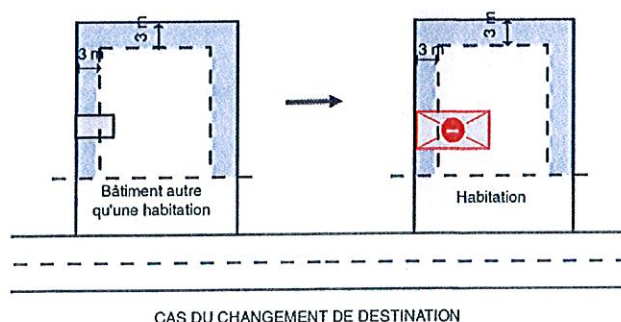 3 m
3 m
3 m
3 m
Bâtiment autre
qu'une habitation
Habitation
CAS DU CHANGEMENT DE DESTINATION